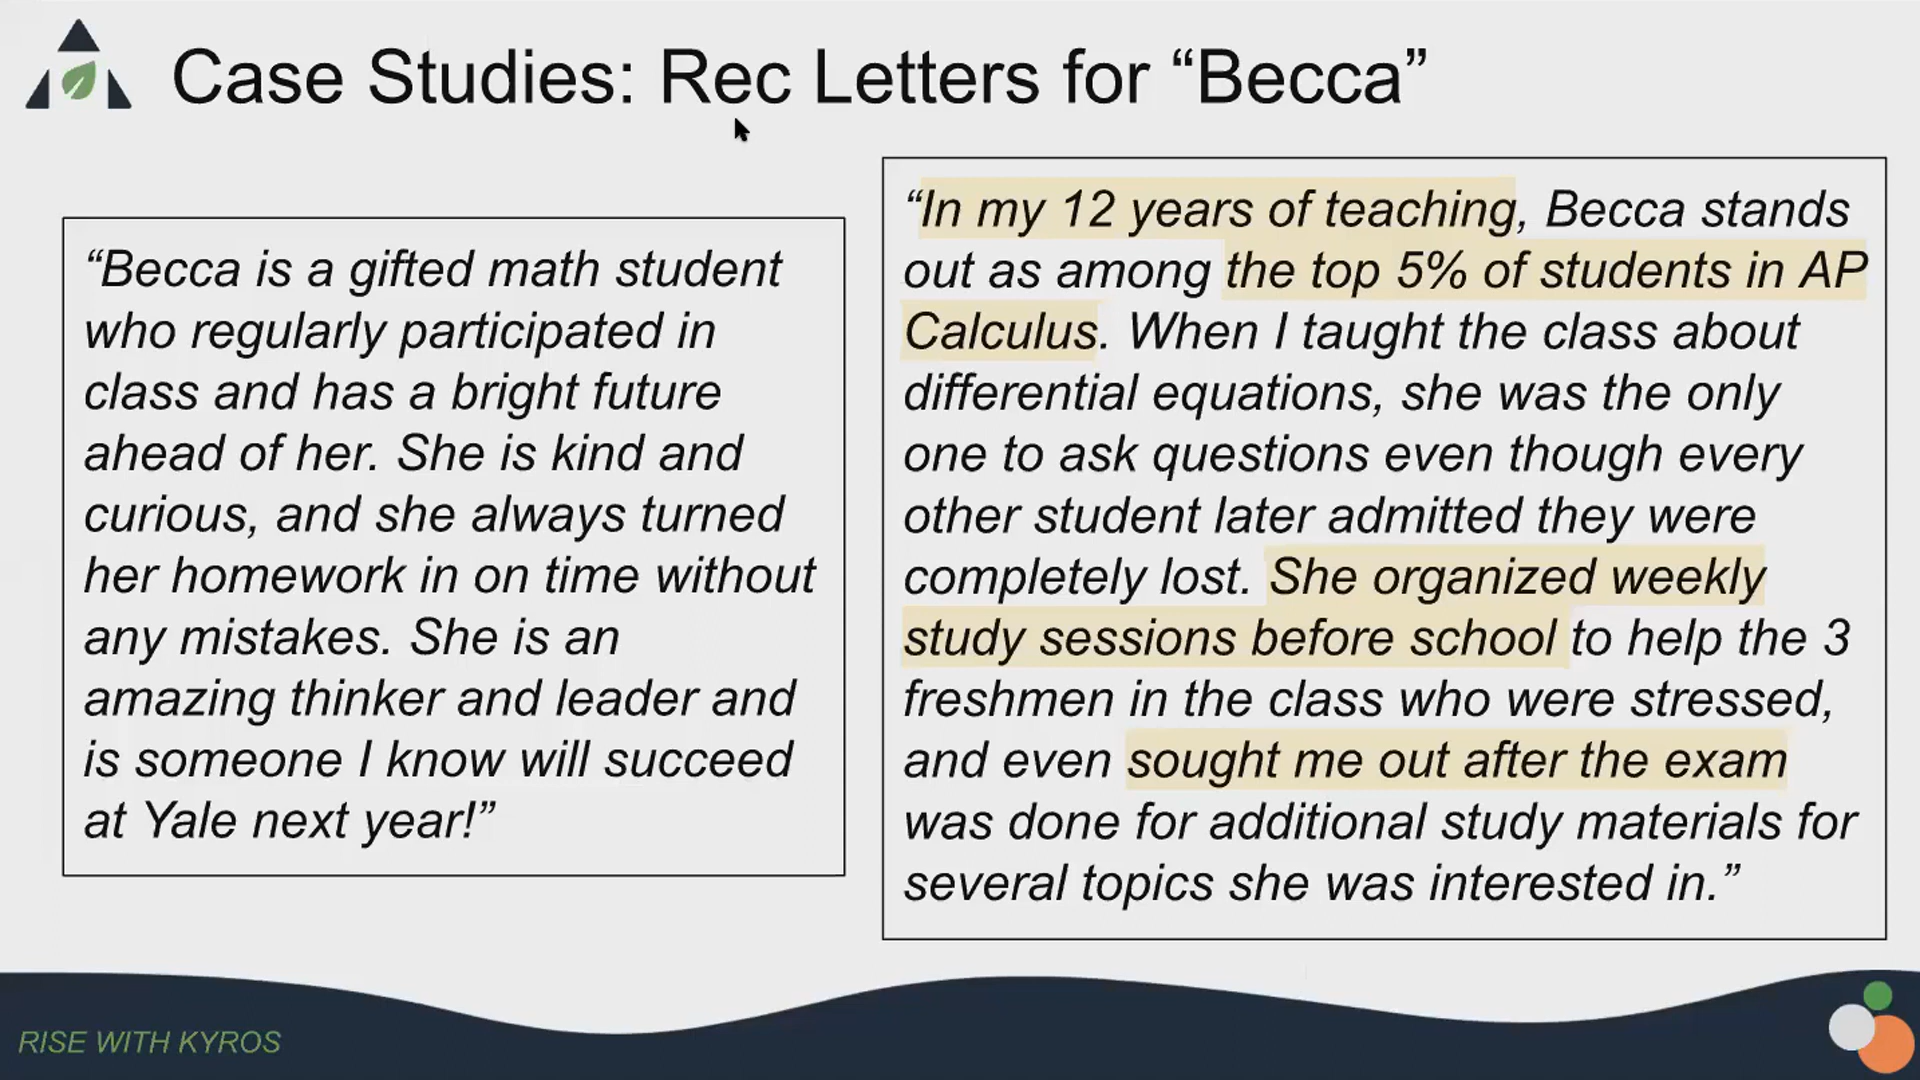 Case Studies: Rec Letters for “Becca”
“Becca is a gifted math student
who regularly participated in
class and has a bright future
ahead of her. She is kind and
curious, and she always turned
her homework in on time without
any mistakes. She is an
amazing thinker and leader and
is someone I know will succeed
at Yale next year!”
“In my 12 years of teaching, Becca stands
out as among the top 5% of students in AP
Calculus. When I taught the class about
differential equations, she was the only
one to ask questions even though every
other student later admitted they were
completely lost. She organized weekly
study sessions before school to help the 3
freshmen in the class who were stressed,
and even sought me out after the exam
was done for additional study materials for
several topics she was interested in.”
RISE WITH KYROS